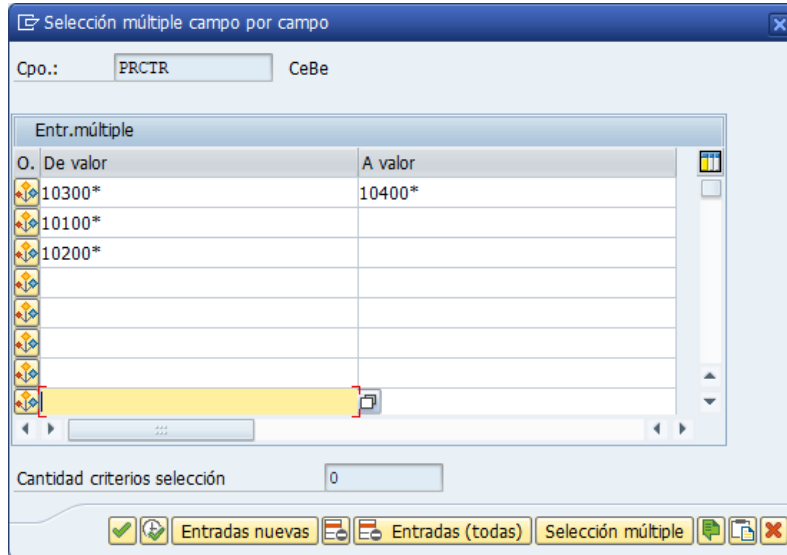 Selección múltiple campo por campo
Cpo.: PRCTR CeBe
Entr.múltiple
O. De valor A valor
10300* 10400*
10100*
10200*
Cantidad criterios selección 0
Entradas nuevas Entradas (todas) Selección múltiple